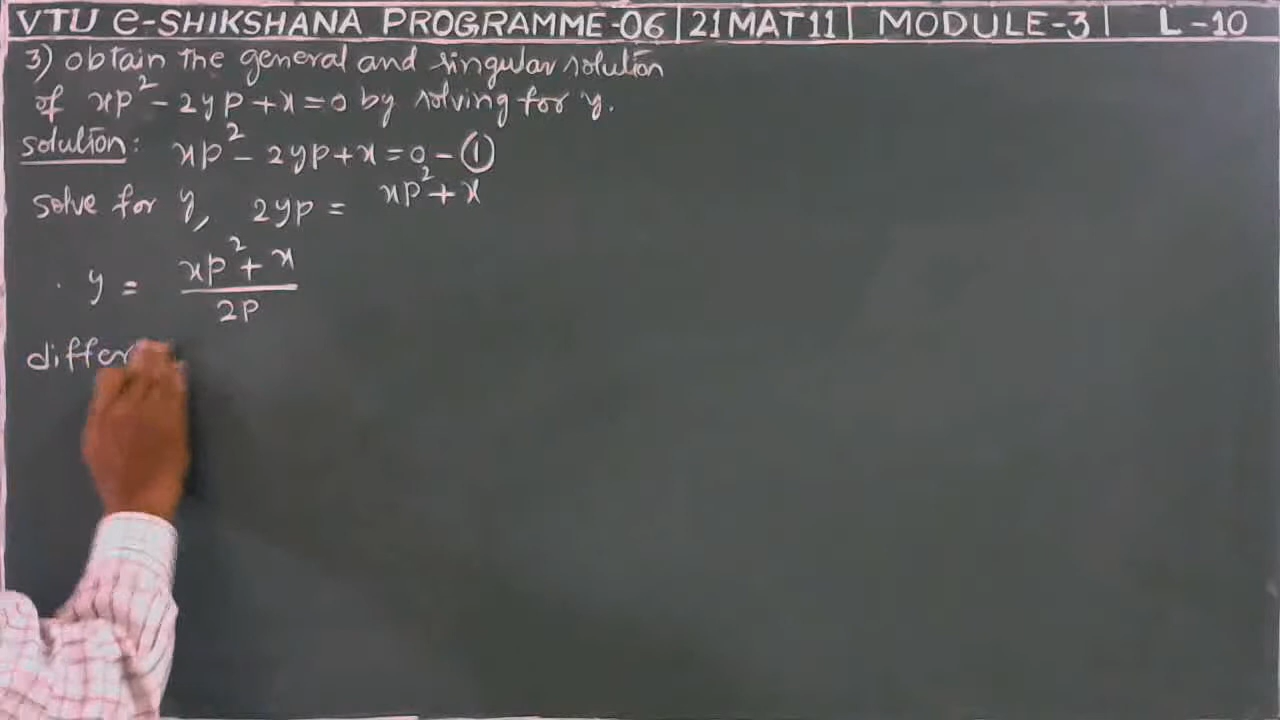 VTU e-SHIKSHANA PROGRAMME-06 | 21MAT11 | MODULE-3 | L-10
3) obtain the general and singular solution
of xp² - 2yp + x = 0 by solving for y.
solution: xp² - 2yp + x = 0 - ①
solve for y, 2yp = xp² + x
y = (xp² + x)/2p
differ